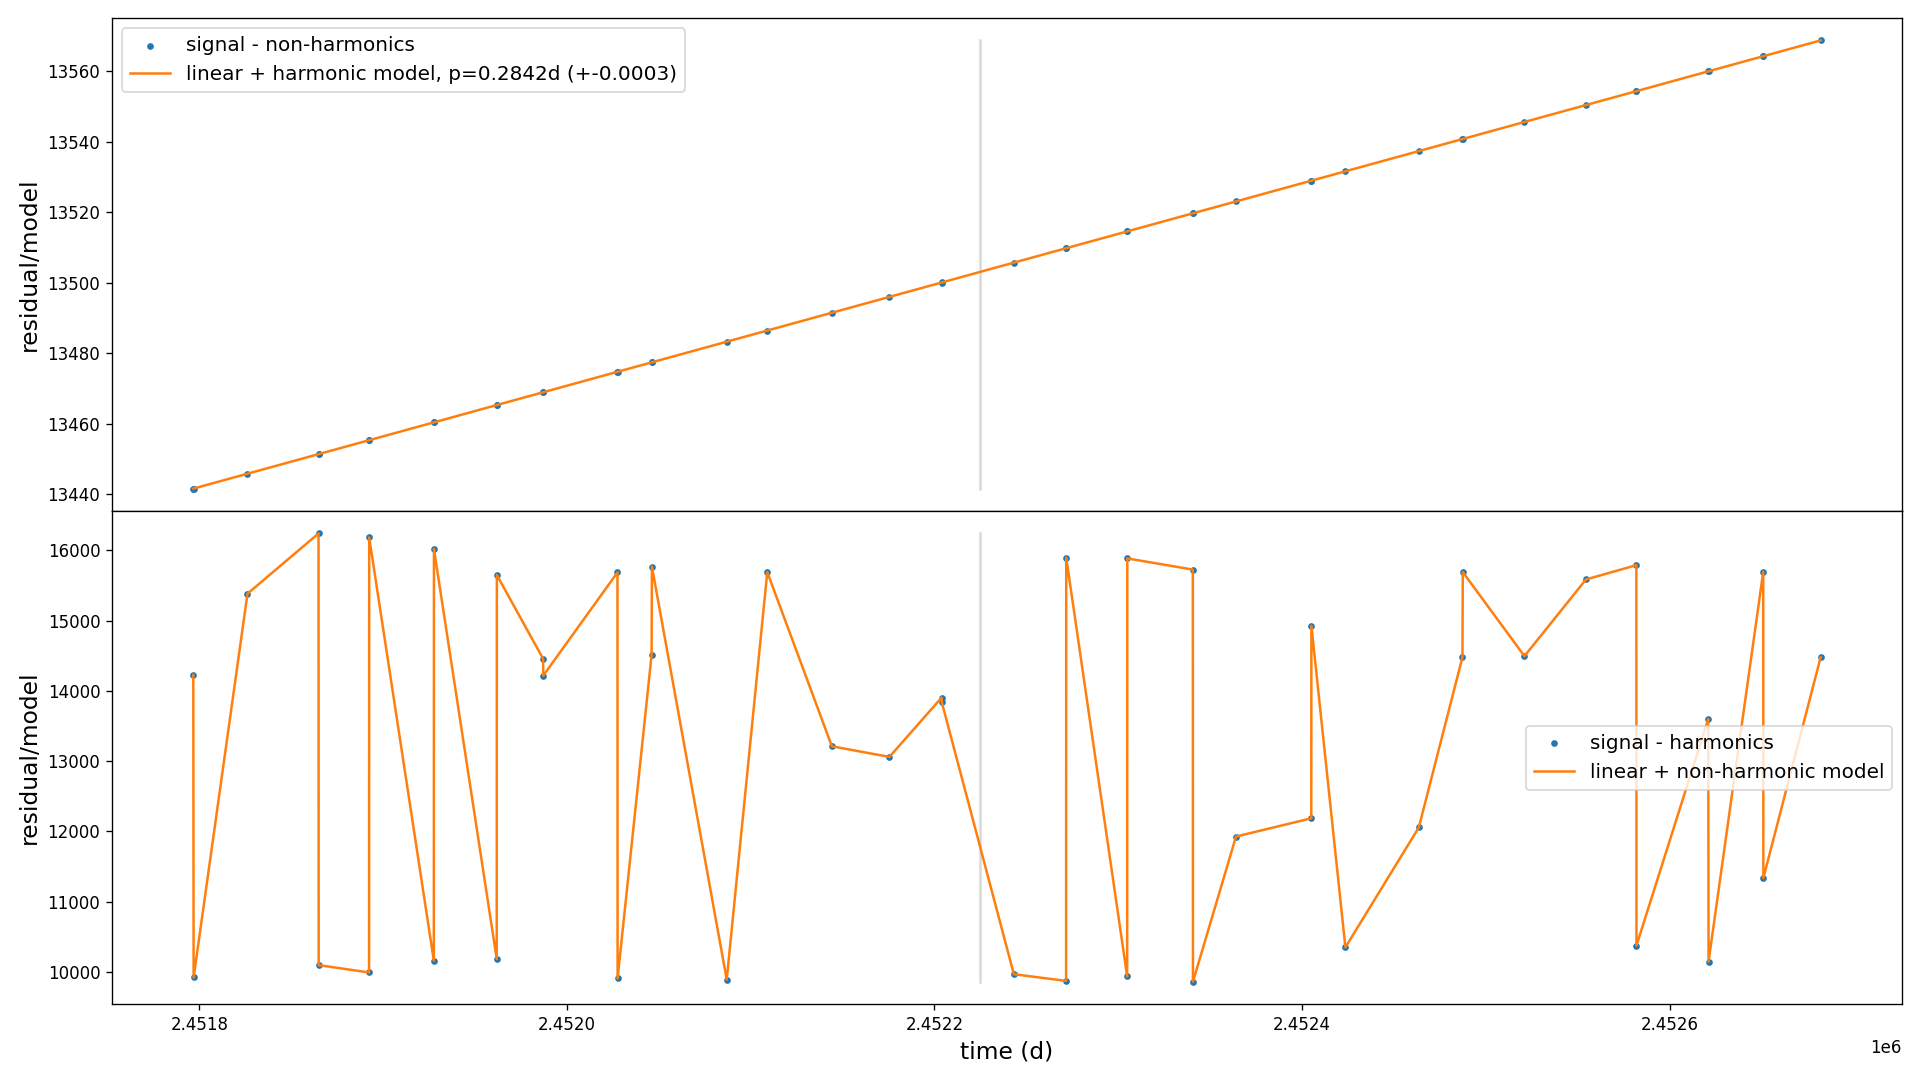 signal - non-harmonics
linear + harmonic model, p=0.2842d (+-0.0003)
residual/model
13560
13540
13520
13500
13480
13460
13440
residual/model
16000
15000
14000
13000
12000
11000
10000
signal - harmonics
linear + non-harmonic model
2.4518
2.4520
2.4522
2.4524
2.4526
time (d)
1e6